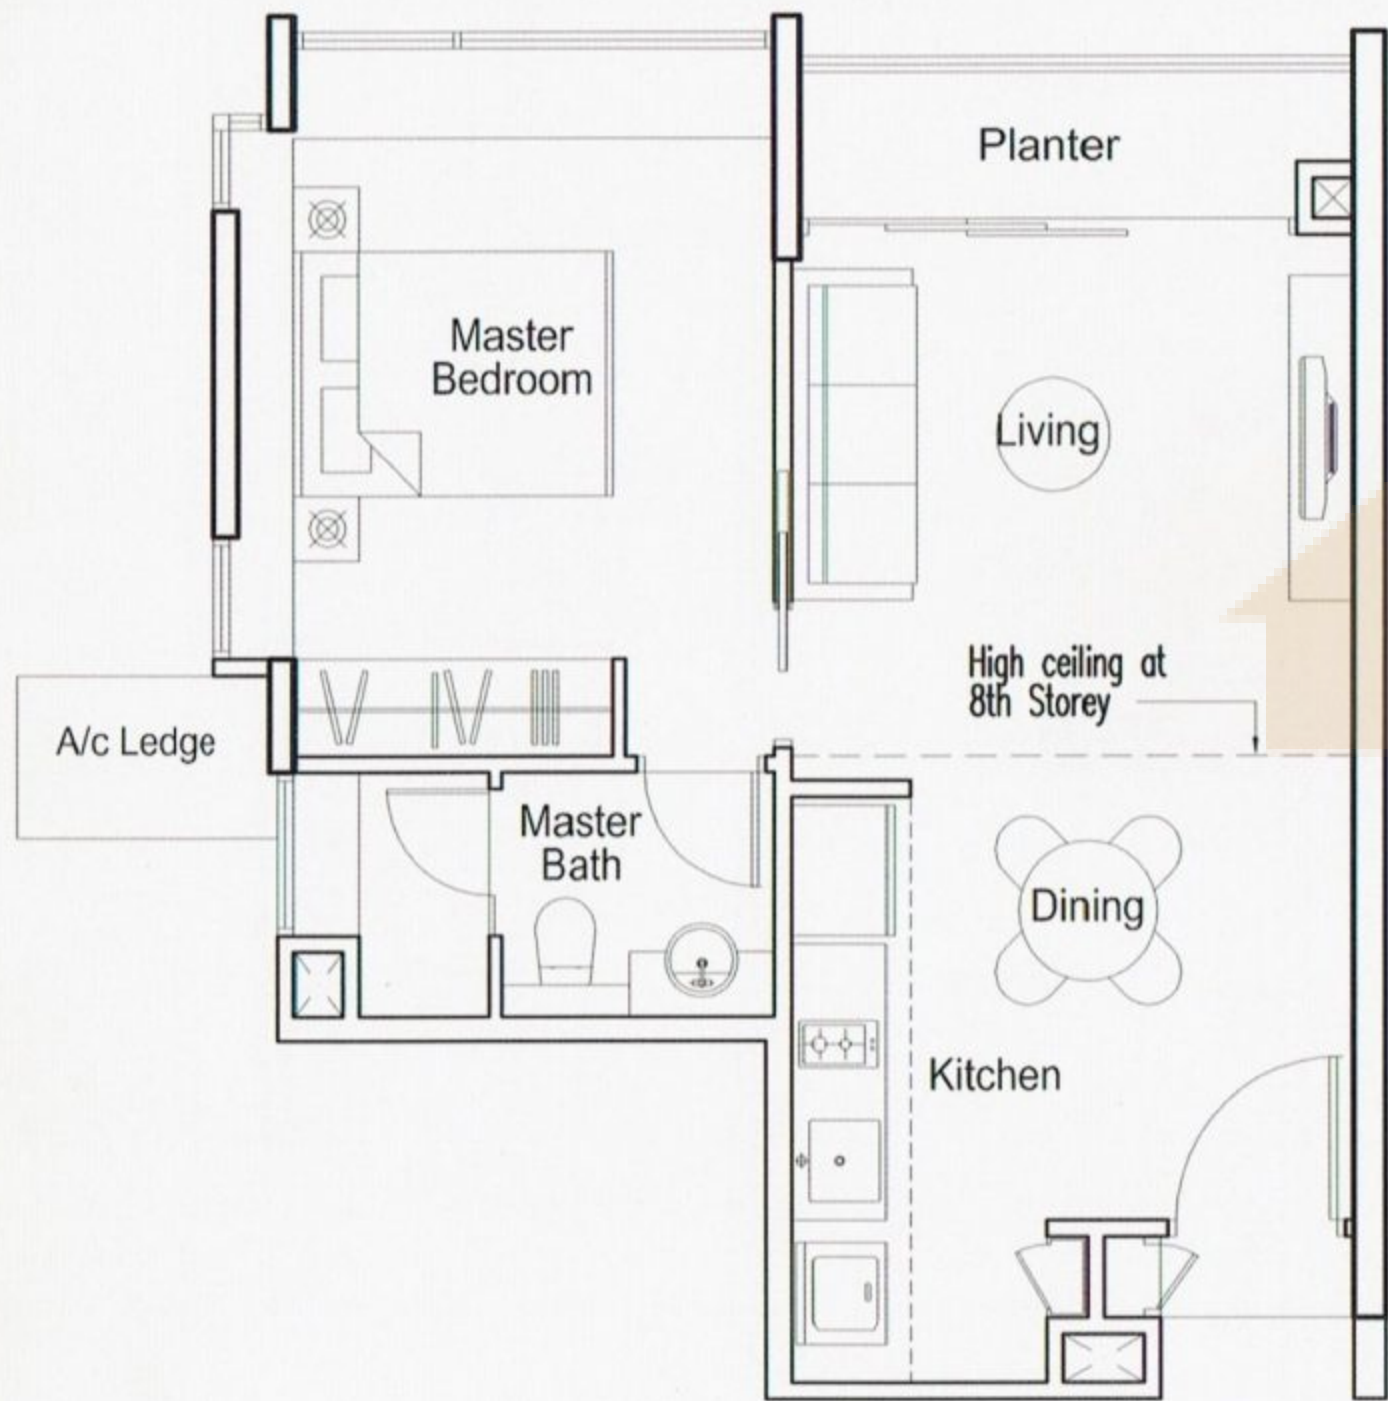 Planter
Master
Bedroom
Living
High ceiling at
8th Storey
A/c Ledge
Master
Bath
Dining
Kitchen